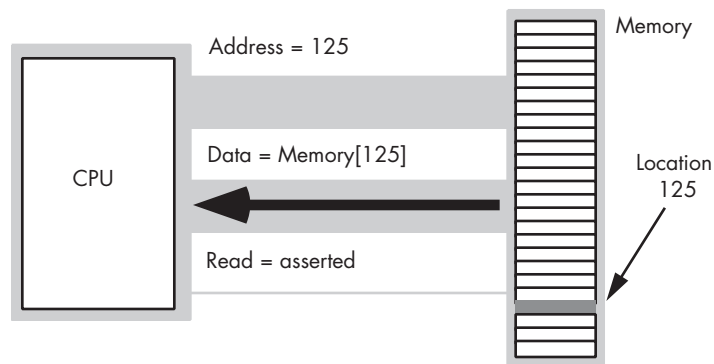 Address = 125
Memory
Data = Memory[125]
CPU
Location
125
Read = asserted